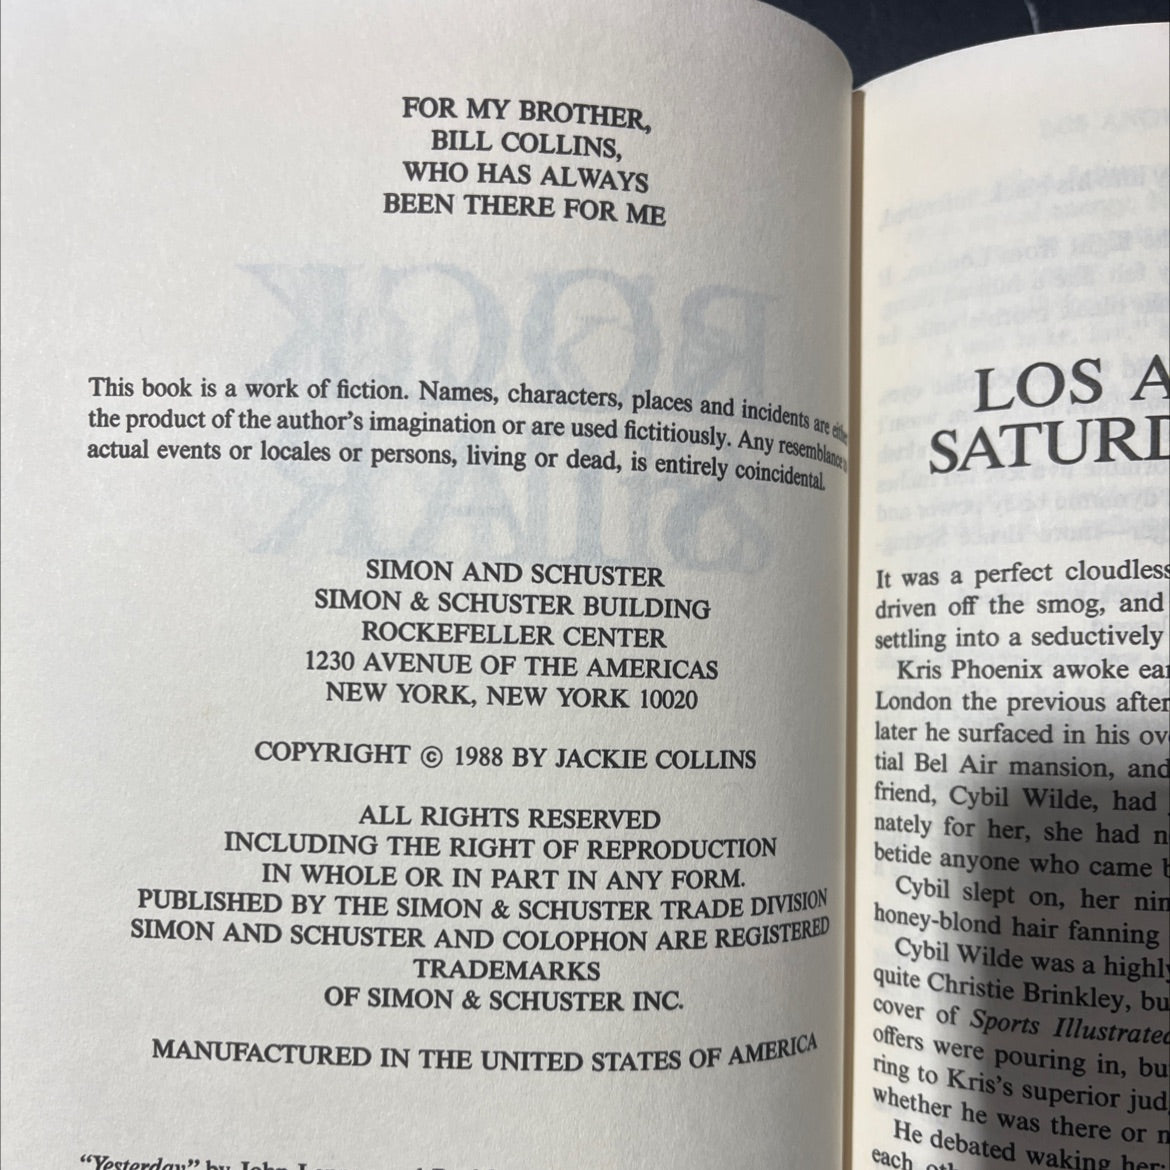 FOR MY BROTHER,
BILL COLLINS,
WHO HAS ALWAYS
BEEN THERE FOR ME
This book is a work of fiction. Names, characters, places and incidents are either
the product of the author's imagination or are used fictitiously. Any resemblance to
actual events or locales or persons, living or dead, is entirely coincidental.
SIMON AND SCHUSTER
SIMON & SCHUSTER BUILDING
ROCKEFELLER CENTER
1230 AVENUE OF THE AMERICAS
NEW YORK, NEW YORK 10020
COPYRIGHT © 1988 BY JACKIE COLLINS
ALL RIGHTS RESERVED
INCLUDING THE RIGHT OF REPRODUCTION
IN WHOLE OR IN PART IN ANY FORM.
PUBLISHED BY THE SIMON & SCHUSTER TRADE DIVISION
SIMON AND SCHUSTER AND COLOPHON ARE REGISTERED
TRADEMARKS
OF SIMON & SCHUSTER INC.
MANUFACTURED IN THE UNITED STATES OF AMERICA
"Yesterday" by John
LOS A
SATURD
It was a perfect cloudless
driven off the smog, and
settling into a seductively
Kris Phoenix awoke ear
London the previous after
later he surfaced in his ov
tial Bel Air mansion, and
friend, Cybil Wilde, had
nately for her, she had n
betide anyone who came b
Cybil slept on, her nin
honey-blond hair fanning
Cybil Wilde was a highly
quite Christie Brinkley, bu
cover of Sports Illustrated
offers were pouring in, bu
ring to Kris's superior jud
whether he was there or n
He debated waking her
each oth